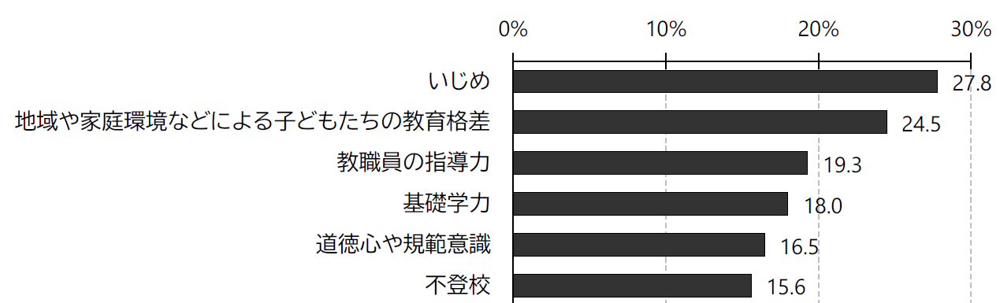 0% 10% 20% 30%
いじめ 27.8
地域や家庭環境などによる子どもたちの教育格差 24.5
教職員の指導力 19.3
基礎学力 18.0
道徳心や規範意識 16.5
不登校 15.6